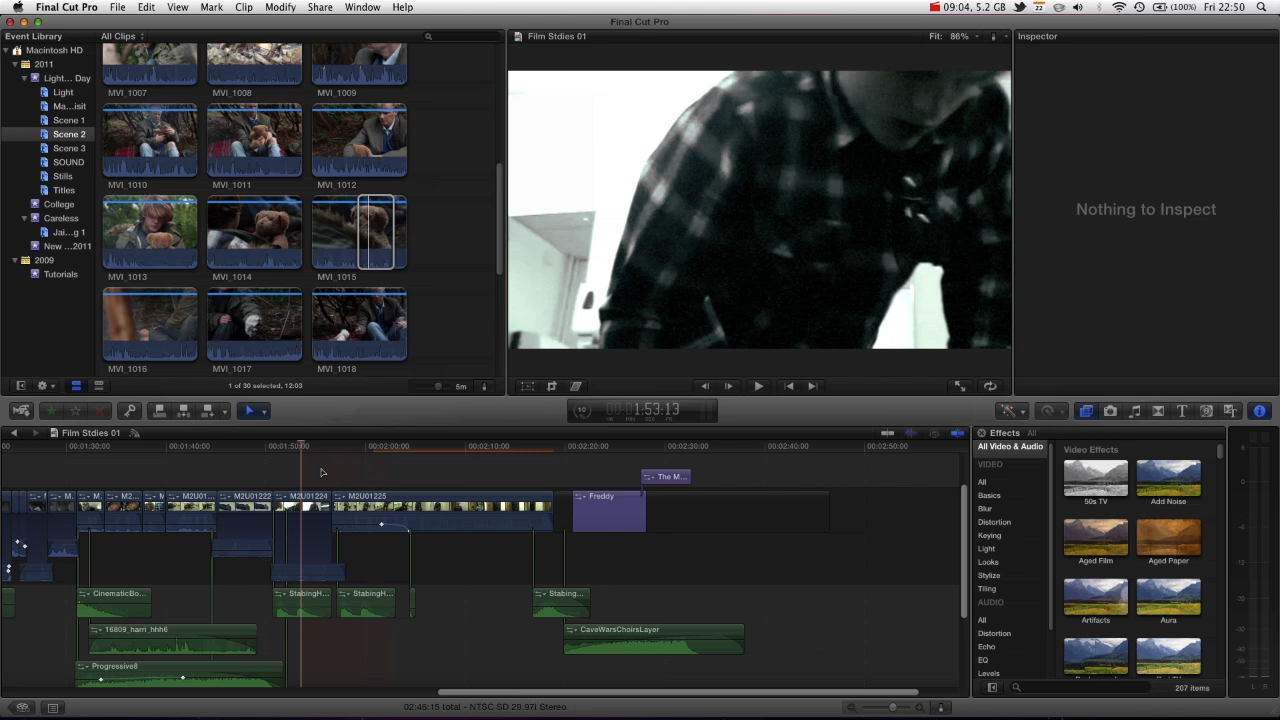 Final Cut Pro File Edit View Mark Clip Modify Share Window Help 09:04, 5.2 GB 22 (100%) Fri 22:50
Final Cut Pro
Event Library All Clips Film Stdies 01 Fit: 86% Inspector
Macintosh HD
2011
Light... Day
Light
Ma...isit
Scene 1
Scene 2
Scene 3
SOUND
Stills
Titles
College
Careless
Jai...g 1
New ...2011
2009
Tutorials
MVI_1007 MVI_1008 MVI_1009
MVI_1010 MVI_1011 MVI_1012
MVI_1013 MVI_1014 MVI_1015
MVI_1016 MVI_1017 MVI_1018
Nothing to Inspect
1 of 30 selected, 12:03 5m
10 00:01:53:13
Film Stdies 01
00:01:30:00 00:01:40:00 00:01:50:00 00:02:00:00 00:02:10:00 00:02:20:00 00:02:30:00 00:02:40:00 00:02:50:00
The M...
M. M... M2... M M2U01... M2U01222 M2U01224 M2U01225 Freddy
CinematicBo... StabingH... StabingH... Stabing...
16809_harri_hhh6 CaveWarsChoirsLayer
Progressive8
Effects All
All Video & Audio
VIDEO
All
Basics
Blur
Distortion
Keying
Light
Looks
Stylize
Tiling
AUDIO
All
Distortion
Echo
EQ
Levels
Video Effects
50s TV Add Noise
Aged Film Aged Paper
Artifacts Aura
207 items
02:46:15 total - NTSC SD 29.97i Stereo
L R